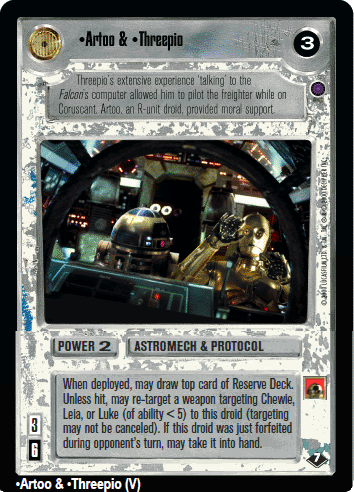 •Artoo & •Threepio
3
Threepio's extensive experience 'talking' to the
Falcon's computer allowed him to pilot the freighter while on
Coruscant. Artoo, an R-unit droid, provided moral support.
POWER 2
ASTROMECH & PROTOCOL
When deployed, may draw top card of Reserve Deck.
Unless hit, may re-target a weapon targeting Chewie,
Leia, or Luke (of ability < 5) to this droid (targeting
may not be canceled). If this droid was just forfeited
during opponent's turn, may take it into hand.
3
6
7
•Artoo & •Threepio (V)